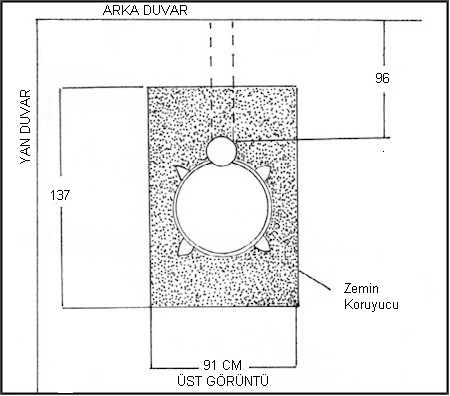 ARKA DUVAR
96
YAN DUVAR
137
Zemin
Koruyucu
91 CM
ÜST GÖRÜNTÜ